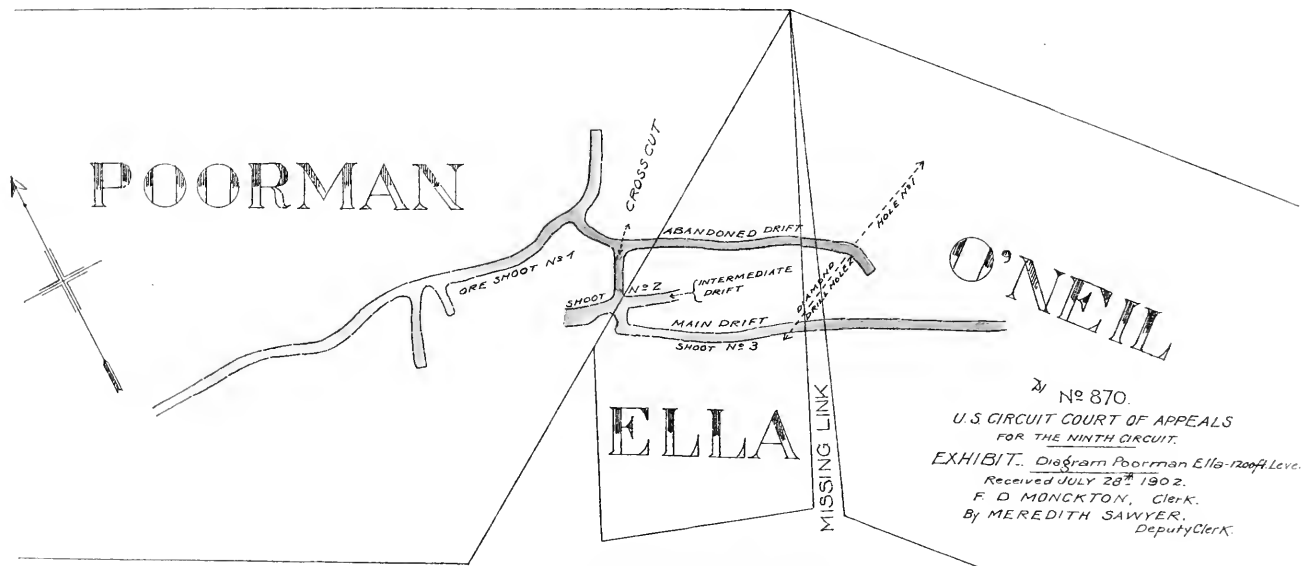 POORMAN
CROSS CUT
ABANDONED DRIFT
HOLE Nº 1
ORE SHOOT Nº 1
SHOOT Nº 2
INTERMEDIATE
DRIFT
DIAMOND
DRILL HOLE 2
MAIN DRIFT
SHOOT Nº 3
O'NEIL
ELLA
MISSING LINK
Nº 870.
U.S. CIRCUIT COURT OF APPEALS
FOR THE NINTH CIRCUIT.
EXHIBIT.. Diagram Poorman Ella-1200ft. Leve
Received JULY 28th 1902.
F. D MONCKTON, Clerk.
By MEREDITH SAWYER,
Deputy Clerk.